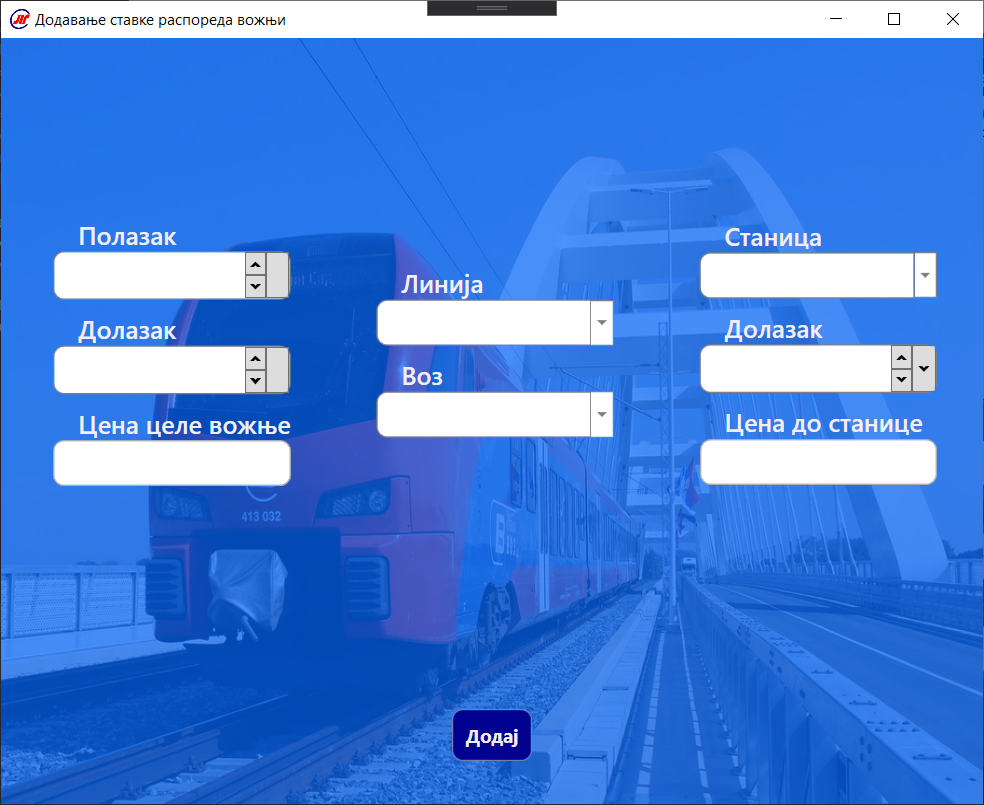 Додавање ставке распореда вожњи
Полазак
Долазак
Цена целе вожње
Линија
Воз
Станица
Долазак
Цена до станице
413 032
Додај